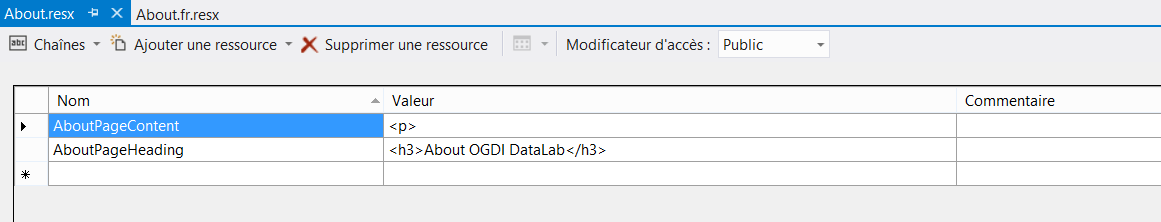 About.resx About.fr.resx
Chaînes Ajouter une ressource Supprimer une ressource Modificateur d'accès : Public
Nom Valeur Commentaire
AboutPageContent <p>
AboutPageHeading <h3>About OGDI DataLab</h3>